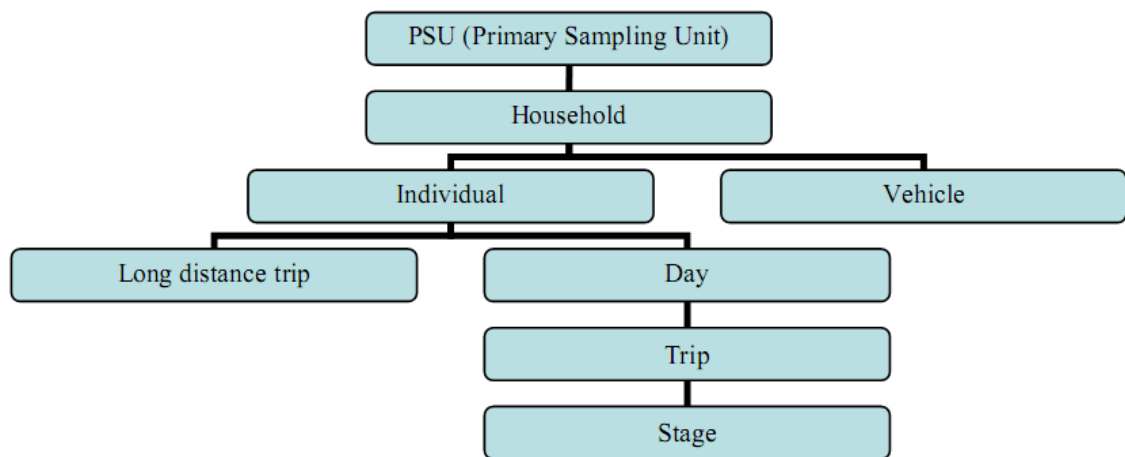 PSU (Primary Sampling Unit)
Household
Individual
Vehicle
Long distance trip
Day
Trip
Stage